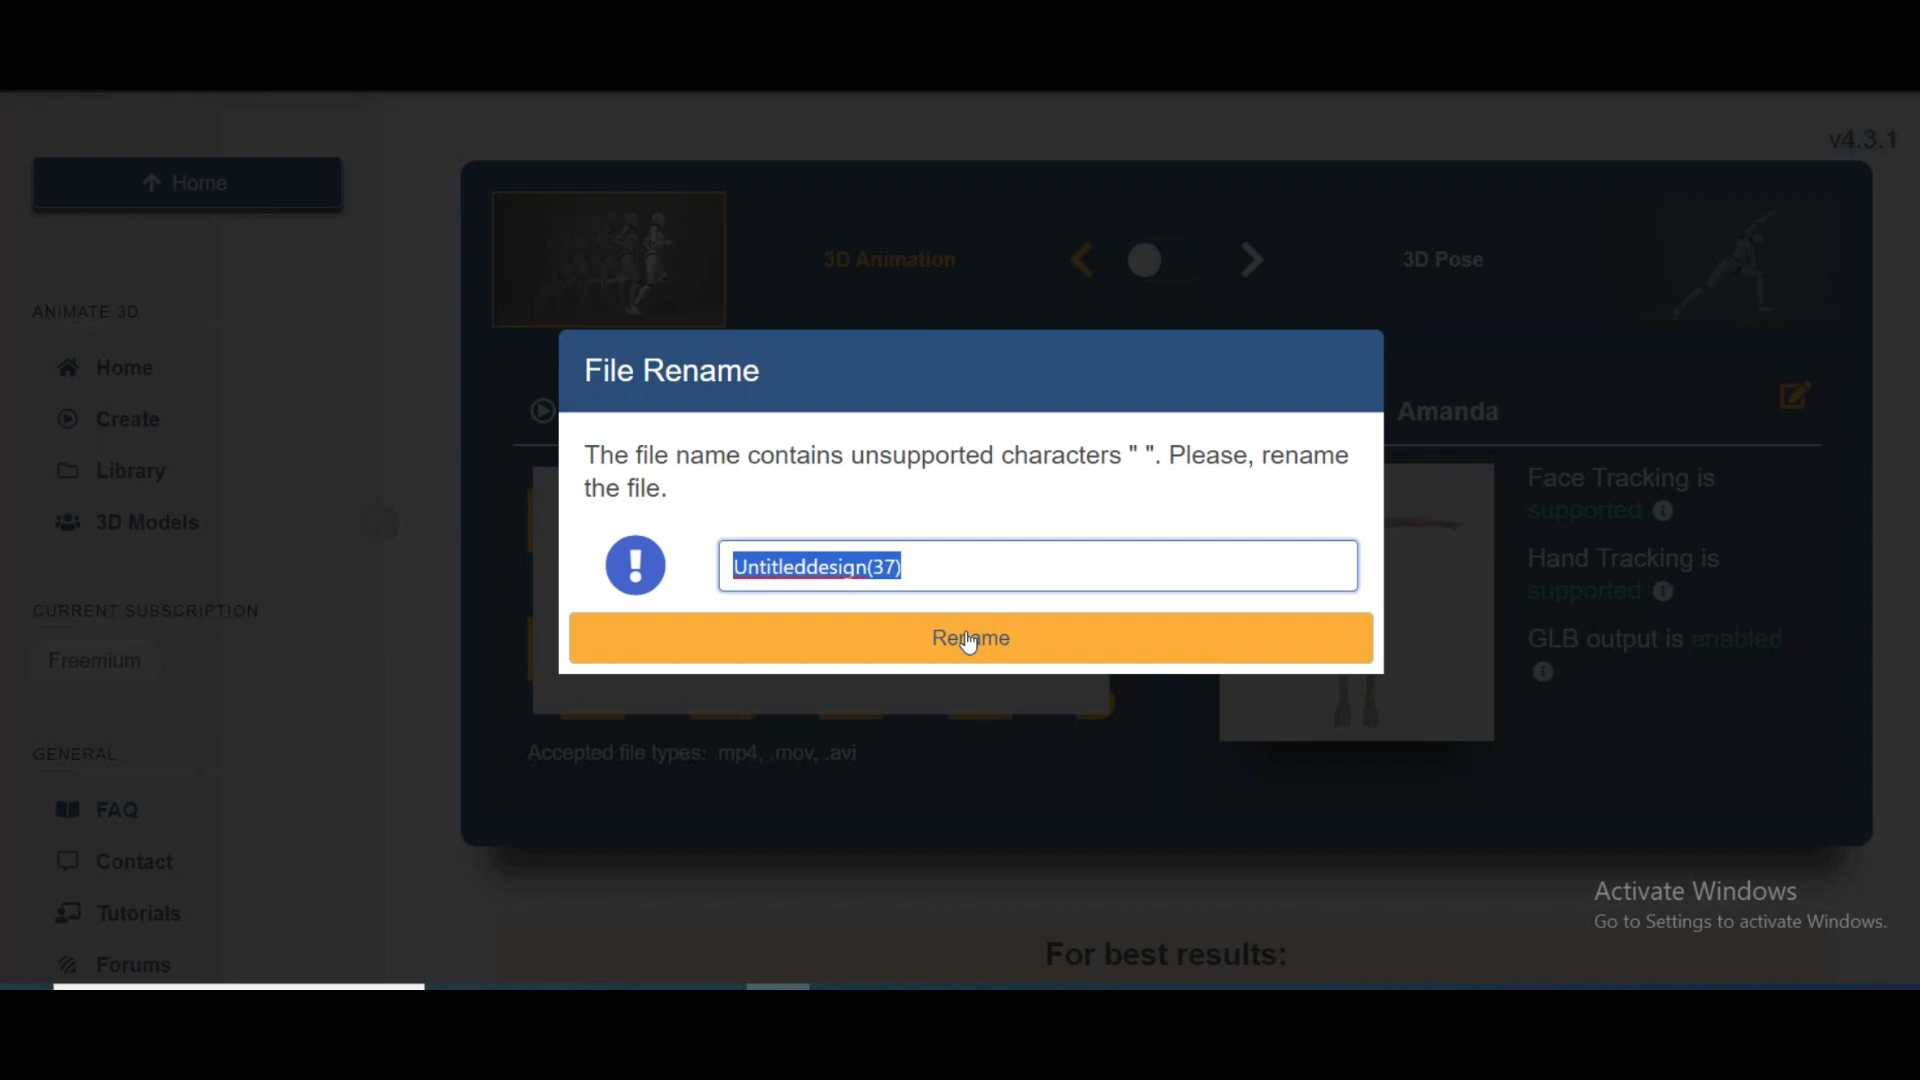 v4.3.1
Home
3D Animation
3D Pose
ANIMATE 3D
Home
Create
Library
3D Models
CURRENT SUBSCRIPTION
Freemium
GENERAL
FAQ
Contact
Tutorials
Forums
File Rename
The file name contains unsupported characters " ". Please, rename
the file.
Untitleddesign(37)
Rename
Amanda
Face Tracking is
supported
Hand Tracking is
supported
GLB output is enabled
Accepted file types: .mp4, .mov, .avi
Activate Windows
Go to Settings to activate Windows.
For best results: